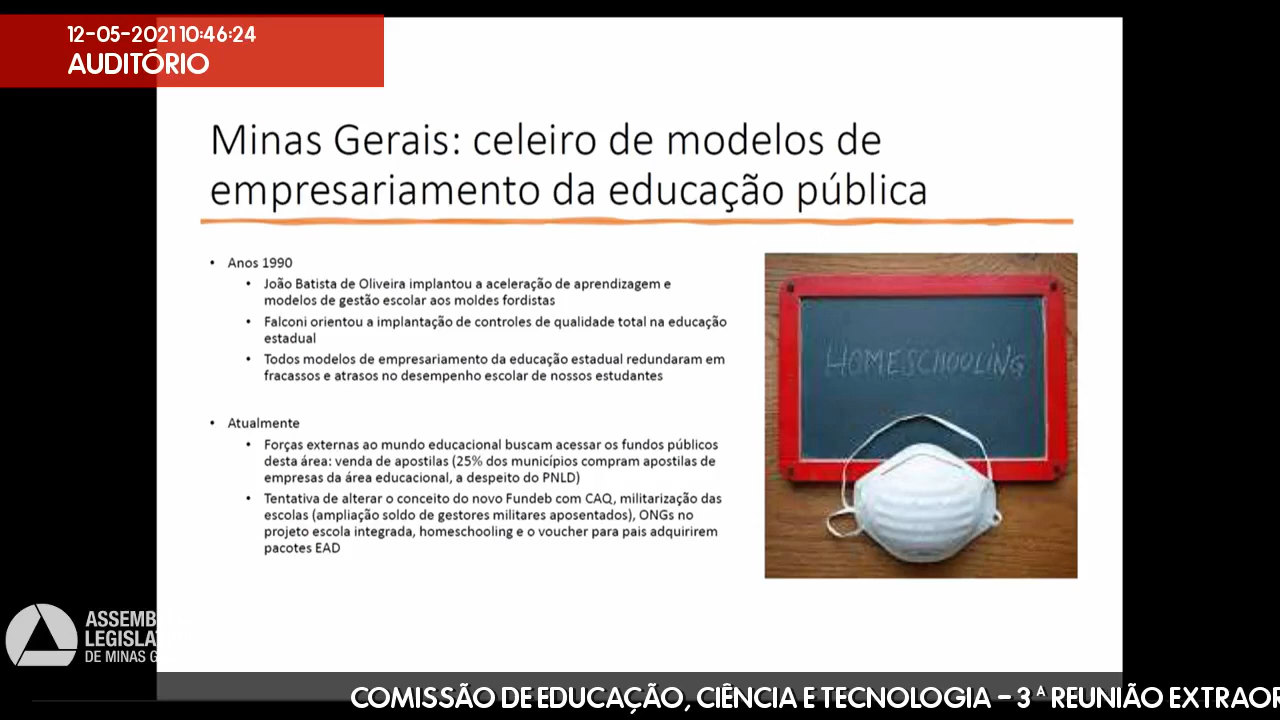 12-05-2021 10:46:24
AUDITÓRIO
Minas Gerais: celeiro de modelos de
empresariamento da educação pública
• Anos 1990
• João Batista de Oliveira implantou a aceleração de aprendizagem e
modelos de gestão escolar aos moldes fordistas
• Falconi orientou a implantação de controles de qualidade total na educação
estadual
• Todos modelos de empresariamento da educação estadual redundaram em
fracassos e atrasos no desempenho escolar de nossos estudantes
• Atualmente
• Forças externas ao mundo educacional buscam acessar os fundos públicos
desta área: venda de apostilas (25% dos municípios compram apostilas de
empresas da área educacional, a despeito do PNLD)
• Tentativa de alterar o conceito do novo Fundeb com CAQ, militarização das
escolas (ampliação soldo de gestores militares aposentados), ONGs no
projeto escola integrada, homeschooling e o voucher para pais adquirirem
pacotes EAD
HOMESCHOOLING
ASSEMB
LEGISLA
DE MINAS G
COMISSÃO DE EDUCAÇÃO, CIÊNCIA E TECNOLOGIA - 3ª REUNIÃO EXTRAOR